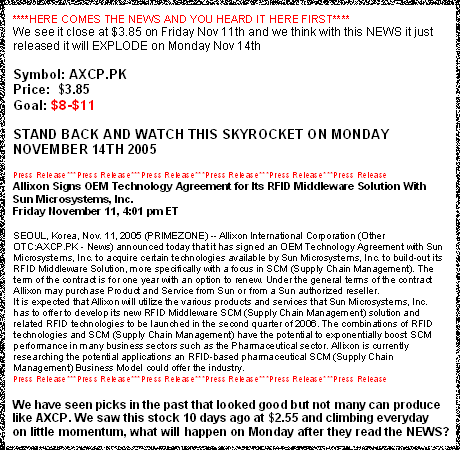 ****HERE COMES THE NEWS AND YOU HEARD IT HERE FIRST****
We see it close at $3.85 on Friday Nov 11th and we think with this NEWS it just
released it will EXPLODE on Monday Nov 14th
Symbol: AXCP.PK
Price: $3.85
Goal: $8-$11
STAND BACK AND WATCH THIS SKYROCKET ON MONDAY
NOVEMBER 14TH 2005
Press Release***Press Release***Press Release***Press Release***Press Release***Press Release
Allixon Signs OEM Technology Agreement for Its RFID Middleware Solution With
Sun Microsystems, Inc.
Friday November 11, 4:01 pm ET
SEOUL, Korea, Nov. 11, 2005 (PRIMEZONE) -- Allixon International Corporation (Other
OTC:AXCP.PK - News) announced today that it has signed an OEM Technology Agreement with Sun
Microsystems, Inc. to acquire certain technologies available by Sun Microsystems, Inc. to build-out its
RFID Middleware Solution, more specifically with a focus in SCM (Supply Chain Management). The
term of the contract is for one year with an option to renew. Under the general terms of the contract
Allixon may purchase Product and Service from Sun or from a Sun authorized reseller.
It is expected that Allixon will utilize the various products and services that Sun Microsystems, Inc.
has to offer to develop its new RFID Middleware SCM (Supply Chain Management) solution and
related RFID technologies to be launched in the second quarter of 2006. The combinations of RFID
technologies and SCM (Supply Chain Management) have the potential to exponentially boost SCM
performance in many business sectors such as the Pharmaceutical sector. Allixon is currently
researching the potential applications an RFID-based pharmaceutical SCM (Supply Chain
Management) Business Model could offer the industry.
Press Release***Press Release***Press Release***Press Release***Press Release***Press Release
We have seen picks in the past that looked good but not many can produce
like AXCP. We saw this stock 10 days ago at $2.55 and climbing everyday
on little momentum, what will happen on Monday after they read the NEWS?